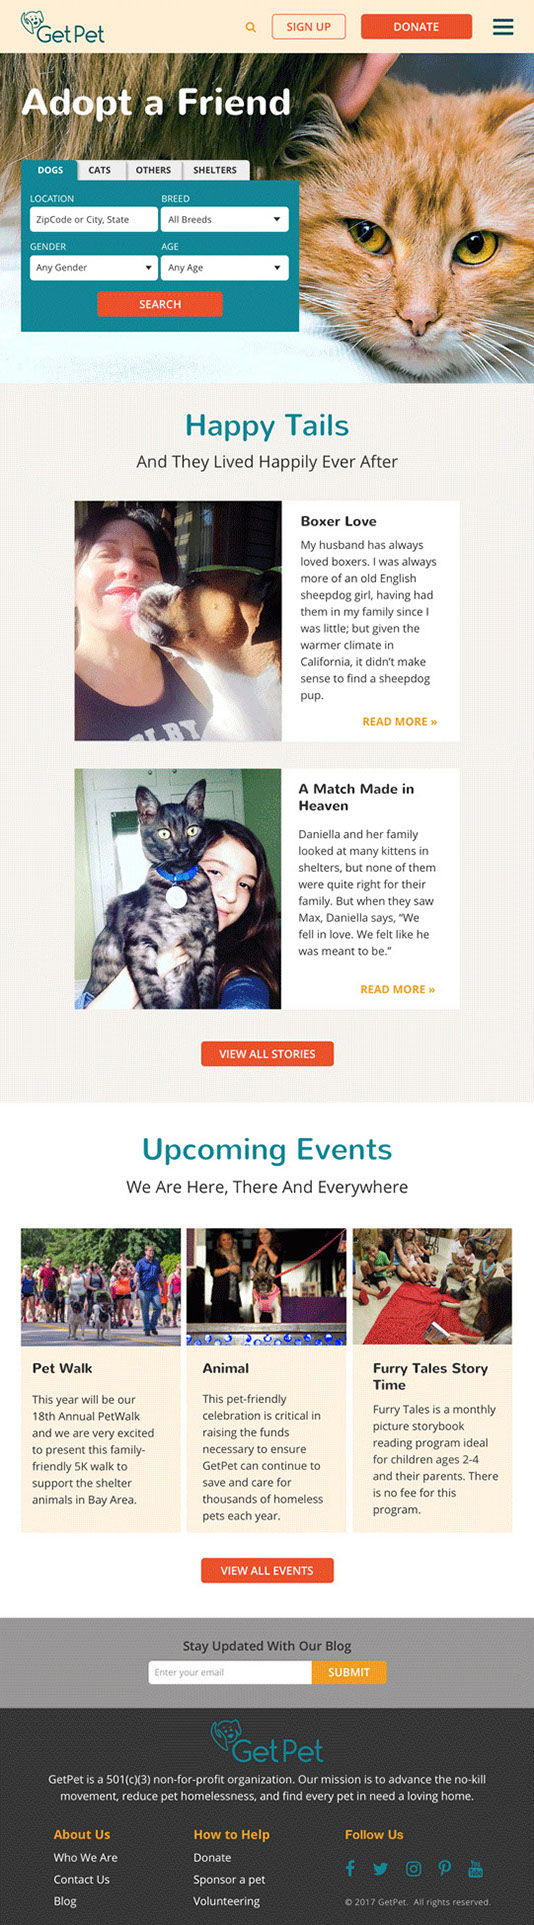 GetPet
SIGN UP
DONATE
Adopt a Friend
DOGS
CATS
OTHERS
SHELTERS
LOCATION
BREED
ZipCode or City, State
All Breeds
GENDER
AGE
Any Gender
Any Age
SEARCH
Happy Tails
And They Lived Happily Ever After
Boxer Love
My husband has always
loved boxers. I was always
more of an old English
sheepdog girl, having had
them in my family since I
was little; but given the
warmer climate in
California, it didn't make
sense to find a sheepdog
pup.
READ MORE »
A Match Made in
Heaven
Daniella and her family
looked at many kittens in
shelters, but none of them
were quite right for their
family. But when they saw
Max, Daniella says, "We
fell in love. We felt like he
was meant to be."
READ MORE »
VIEW ALL STORIES
Upcoming Events
We Are Here, There And Everywhere
Pet Walk
This year will be our
18th Annual PetWalk
and we are very excited
to present this family-
friendly 5K walk to
support the shelter
animals in Bay Area.
Animal
This pet-friendly
celebration is critical in
raising the funds
necessary to ensure
GetPet can continue to
save and care for
thousands of homeless
pets each year.
Furry Tales Story
Time
Furry Tales is a monthly
picture storybook
reading program ideal
for children ages 2-4
and their parents. There
is no fee for this
program.
VIEW ALL EVENTS
Stay Updated With Our Blog
Enter your email
SUBMIT
GetPet
GetPet is a 501(c)(3) non-for-profit organization. Our mission is to advance the no-kill
movement, reduce pet homelessness, and find every pet in need a loving home.
About Us
Who We Are
Contact Us
Blog
How to Help
Donate
Sponsor a pet
Volunteering
Follow Us
You Tube
© 2017 GetPet. All rights reserved.